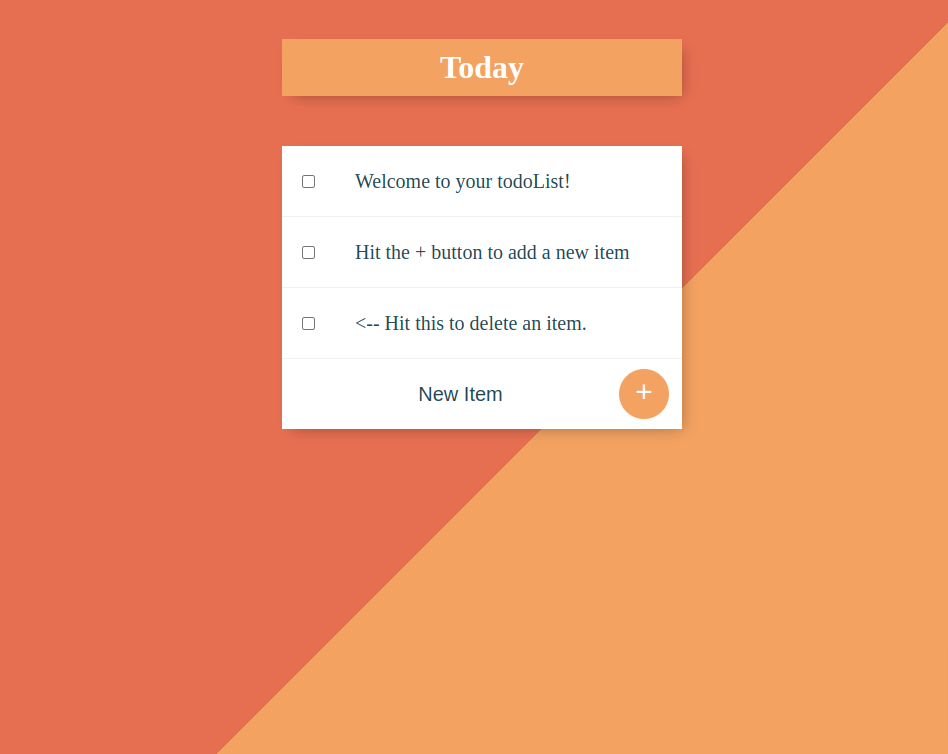 Today
Welcome to your todoList!
Hit the + button to add a new item
<-- Hit this to delete an item.
New Item +